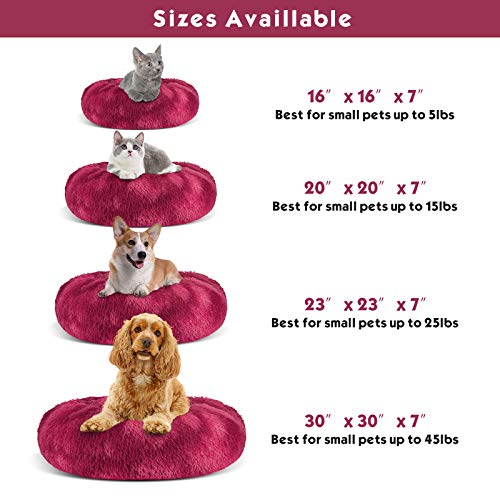 Sizes Availlable
16" x 16" x 7"
Best for small pets up to 5lbs
20" x 20" x 7"
Best for small pets up to 15lbs
23" x 23" x 7"
Best for small pets up to 25lbs
30" x 30" x 7"
Best for small pets up to 45lbs